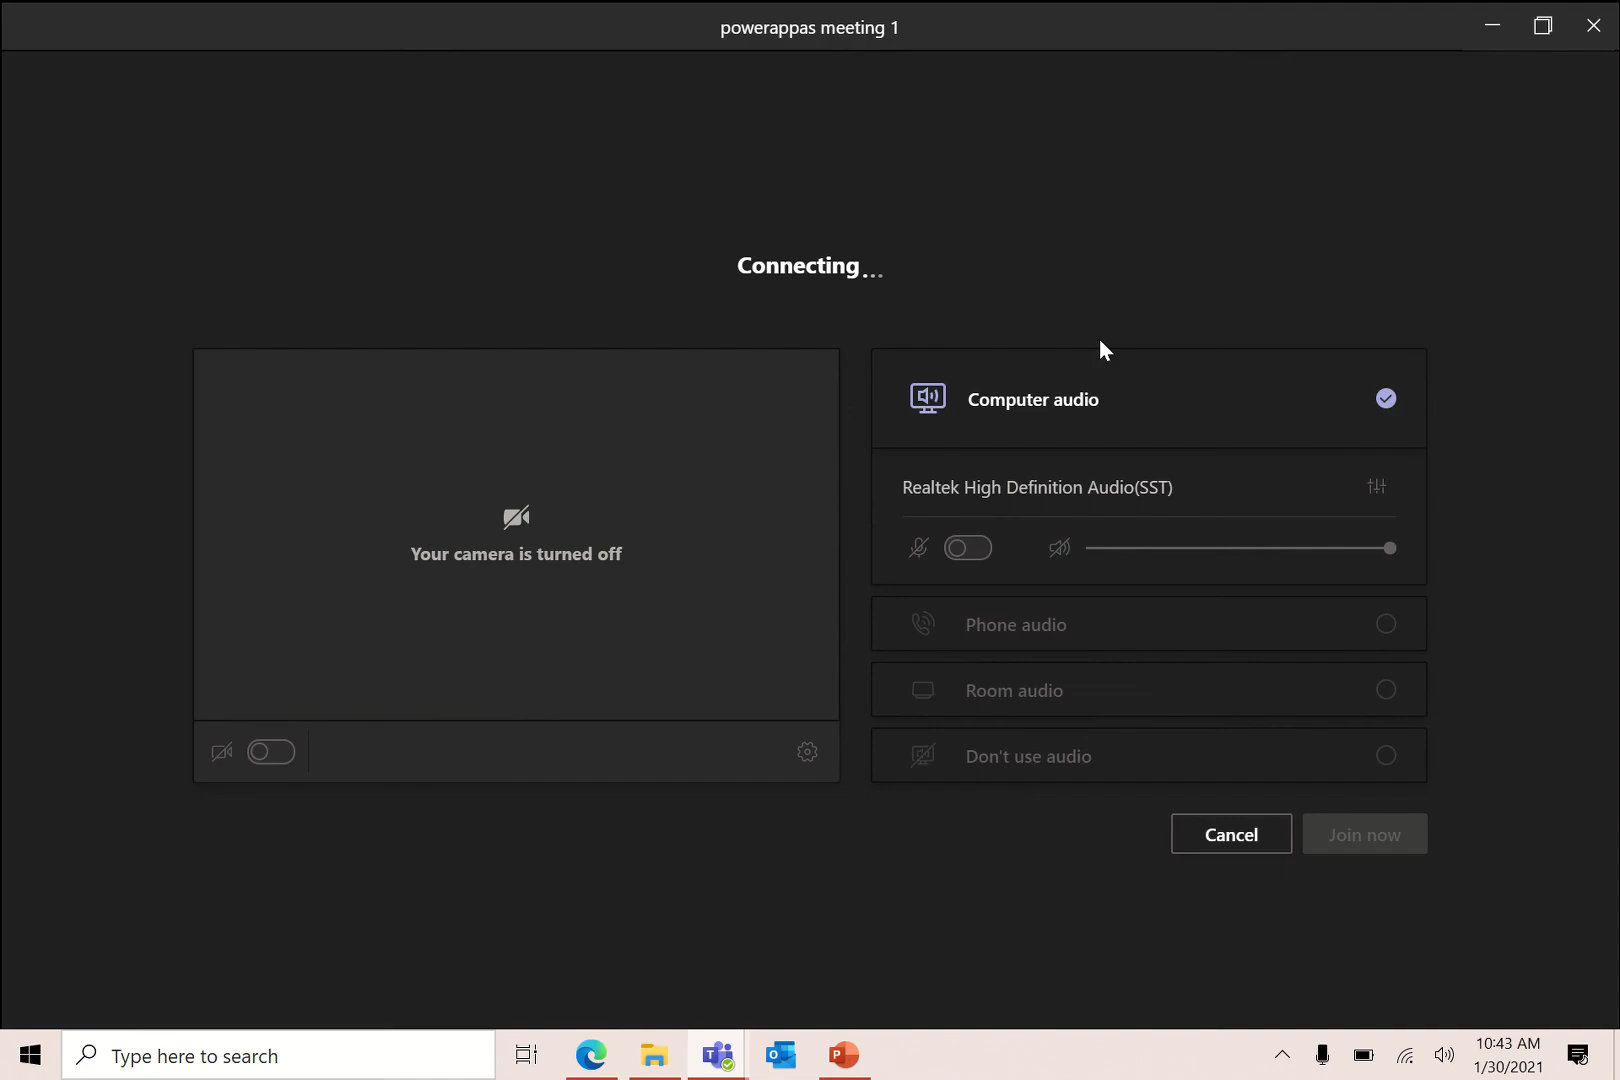 powerappas meeting 1
Connecting...
Computer audio
Realtek High Definition Audio(SST)
Your camera is turned off
Phone audio
Room audio
Don't use audio
Cancel
Join now
Type here to search
10:43 AM
1/30/2021